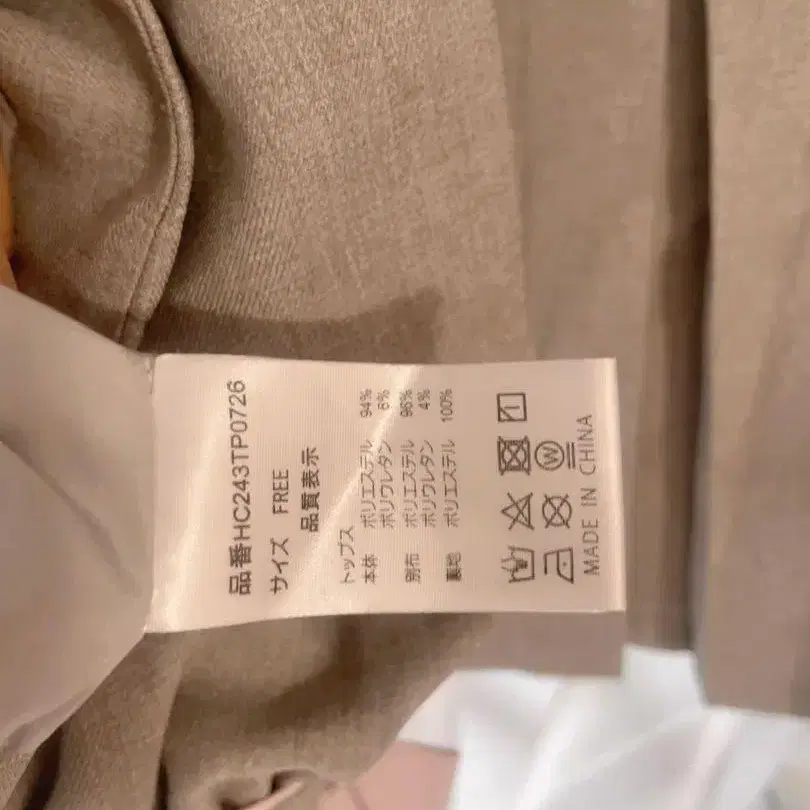 品番HC243TP0726
サイズ FREE
品質表示
トップス
本体 ポリエステル 94%
ポリウレタン 6%
別布 ポリエステル 96%
ポリウレタン 4%
裏地 ポリエステル 100%
W
MADE IN CHINA